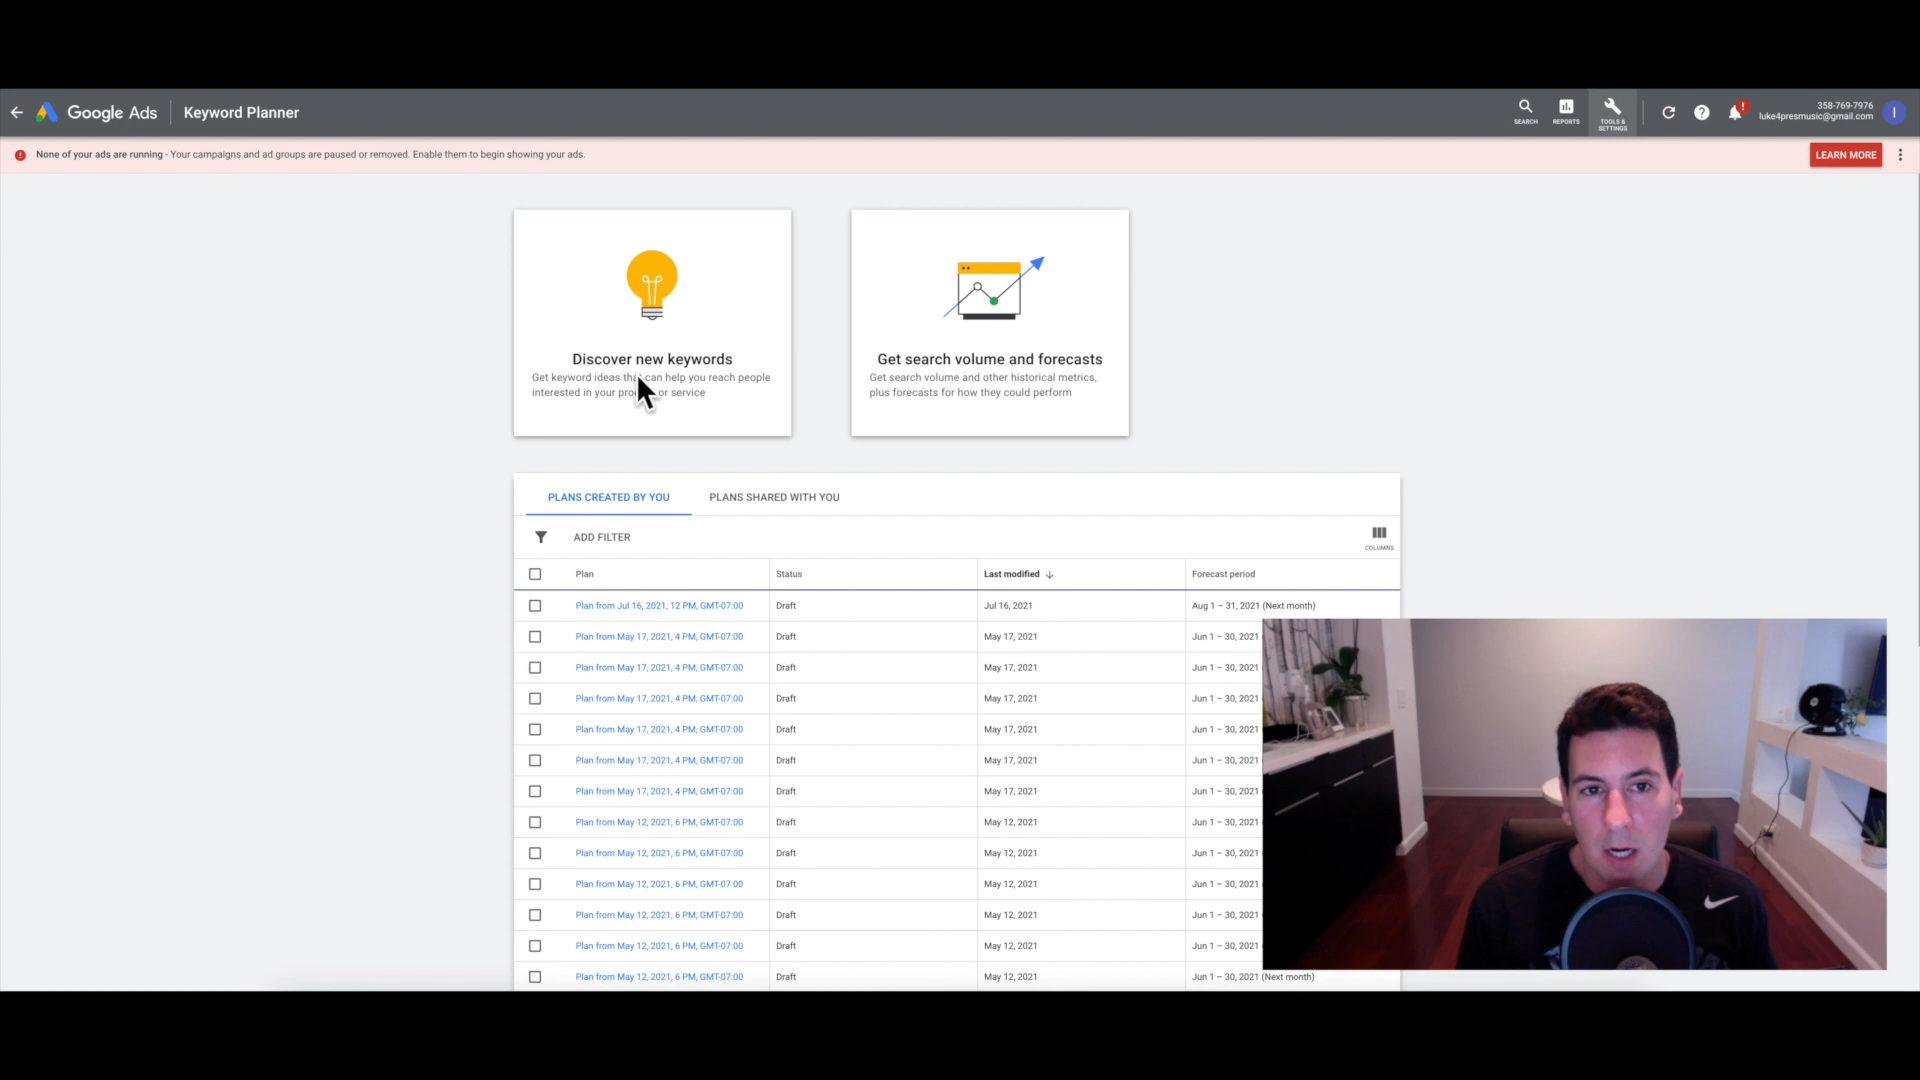 Google Ads
Keyword Planner
SEARCH
REPORTS
TOOLS &
SETTINGS
358-769-7976
luke4presmusic@gmail.com
I
None of your ads are running - Your campaigns and ad groups are paused or removed. Enable them to begin showing your ads.
LEARN MORE
Discover new keywords
Get keyword ideas can help you reach people
interested in your or service
Get search volume and forecasts
Get search volume and other historical metrics,
plus forecasts for how they could perform
PLANS CREATED BY YOU
PLANS SHARED WITH YOU
ADD FILTER
COLUMNS
Plan Status Last modified Forecast period
Plan from Jul 16, 2021, 12 PM, GMT-07:00 Draft Jul 16, 2021 Aug 1 – 31, 2021 (Next month)
Plan from May 17, 2021, 4 PM, GMT-07:00 Draft May 17, 2021 Jun 1 – 30, 2021
Plan from May 17, 2021, 4 PM, GMT-07:00 Draft May 17, 2021 Jun 1 – 30, 2021
Plan from May 17, 2021, 4 PM, GMT-07:00 Draft May 17, 2021 Jun 1 – 30, 2021
Plan from May 17, 2021, 4 PM, GMT-07:00 Draft May 17, 2021 Jun 1 – 30, 2021
Plan from May 17, 2021, 4 PM, GMT-07:00 Draft May 17, 2021 Jun 1 – 30, 2021
Plan from May 17, 2021, 4 PM, GMT-07:00 Draft May 17, 2021 Jun 1 – 30, 2021
Plan from May 12, 2021, 6 PM, GMT-07:00 Draft May 12, 2021 Jun 1 – 30, 2021
Plan from May 12, 2021, 6 PM, GMT-07:00 Draft May 12, 2021 Jun 1 – 30, 2021
Plan from May 12, 2021, 6 PM, GMT-07:00 Draft May 12, 2021 Jun 1 – 30, 2021
Plan from May 12, 2021, 6 PM, GMT-07:00 Draft May 12, 2021 Jun 1 – 30, 2021
Plan from May 12, 2021, 6 PM, GMT-07:00 Draft May 12, 2021 Jun 1 – 30, 2021
Plan from May 12, 2021, 6 PM, GMT-07:00 Draft May 12, 2021 Jun 1 – 30, 2021 (Next month)